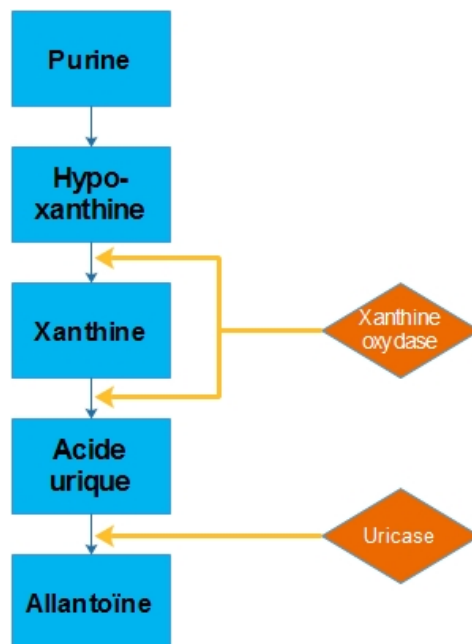 Purine
Hypo-
xanthine
Xanthine
Xanthine
oxydase
Acide
urique
Uricase
Allantoïne